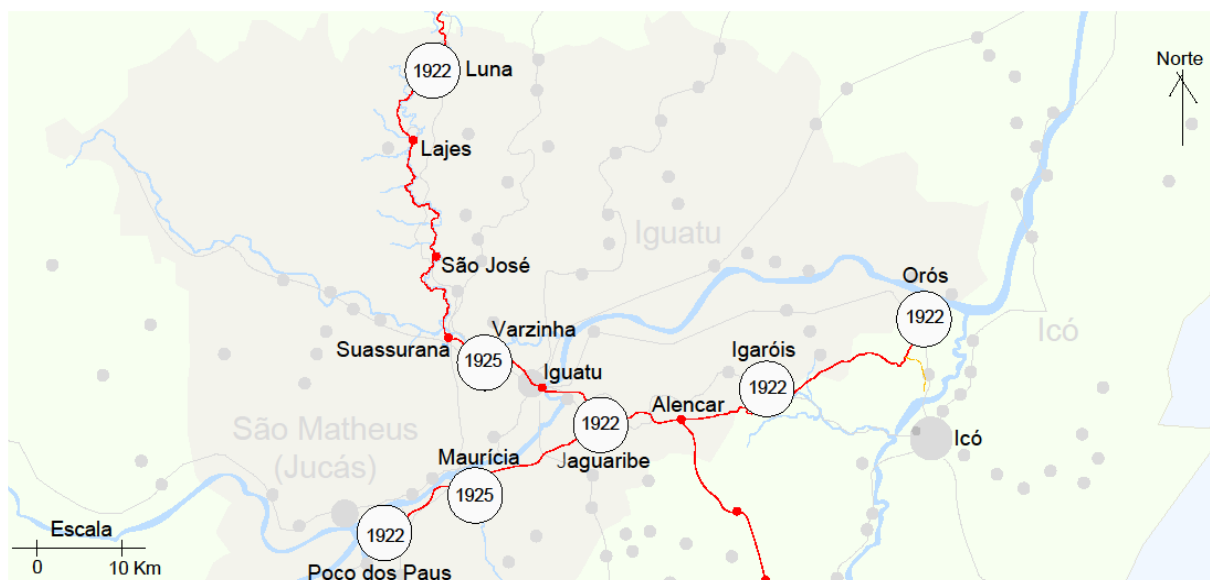 1922
Luna
Norte
Lajes
Iguatu
São José
Orós
1922
Icó
Varzinha
Suassurana
1925
Igaróis
1922
Iguatu
Alencar
São Matheus
(Jucás)
1922
Icó
Maurícia
Jaguaribe
1925
Escala
0 10 Km
1922
Poço dos Paus